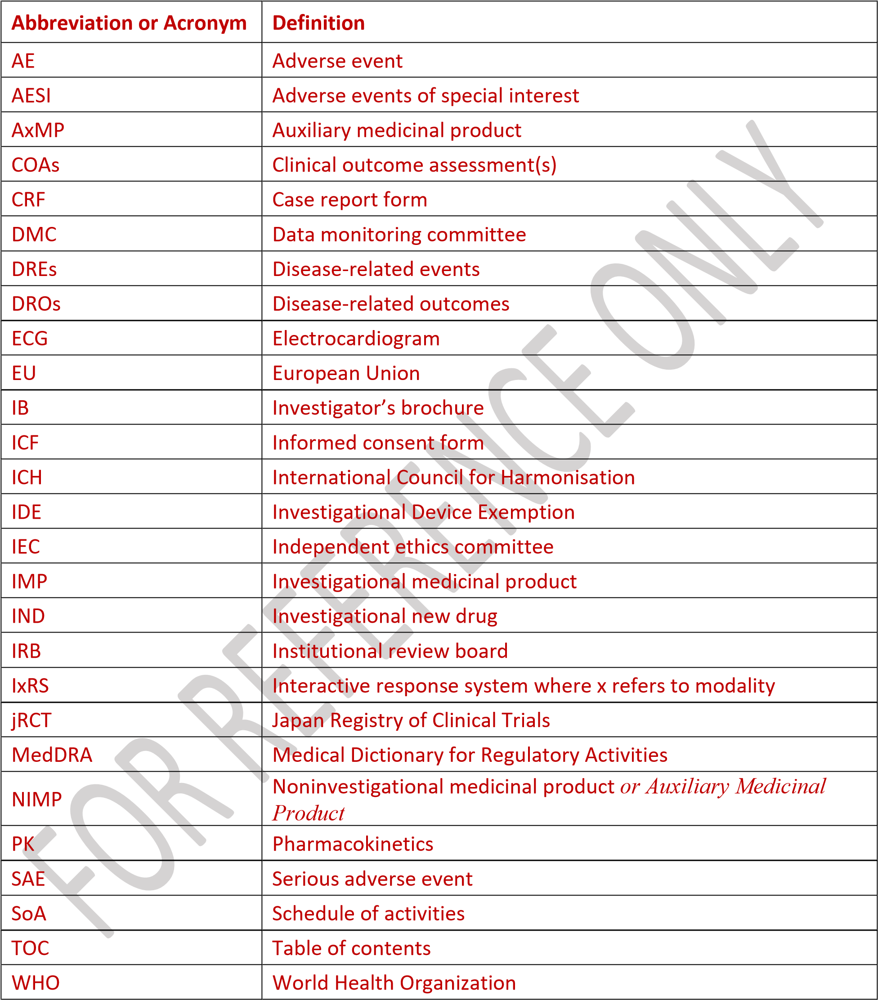 Abbreviation or Acronym Definition
AE Adverse event
AESI Adverse events of special interest
AxMP Auxiliary medicinal product
COAs Clinical outcome assessment(s)
CRF Case report form
DMC Data monitoring committee
DREs Disease-related events
DROs Disease-related outcomes
ECG Electrocardiogram
EU European Union
IB Investigator’s brochure
ICF Informed consent form
ICH International Council for Harmonisation
IDE Investigational Device Exemption
IEC Independent ethics committee
IMP Investigational medicinal product
IND Investigational new drug
IRB Institutional review board
IxRS Interactive response system where x refers to modality
jRCT Japan Registry of Clinical Trials
MedDRA Medical Dictionary for Regulatory Activities
NIMP Noninvestigational medicinal product or Auxiliary Medicinal
Product
PK Pharmacokinetics
SAE Serious adverse event
SoA Schedule of activities
TOC Table of contents
WHO World Health Organization
FOR REFERENCE ONLY